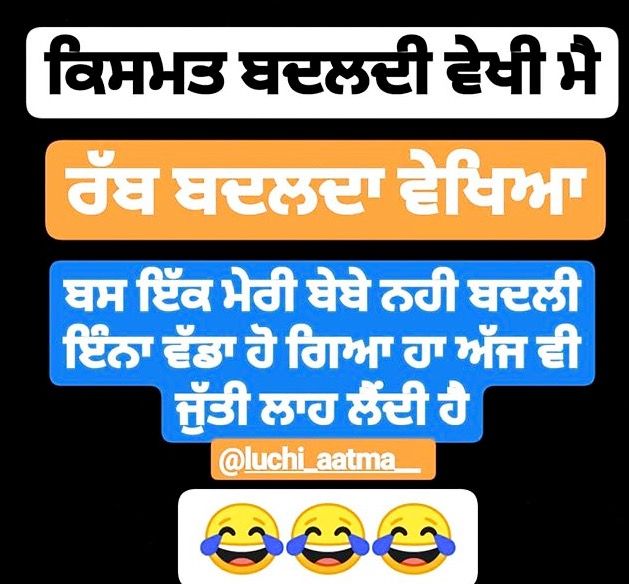 ਕਿਸਮਤ ਬਦਲਦੀ ਵੇਖੀ ਮੈ
ਰੱਬ ਬਦਲਦਾ ਵੇਖਿਆ
ਬਸ ਇੱਕ ਮੇਰੀ ਬੇਬੇ ਨਹੀ ਬਦਲੀ
ਇੰਨਾ ਵੱਡਾ ਹੋ ਗਿਆ ਹਾ ਅੱਜ ਵੀ
ਜੁੱਤੀ ਲਾਹ ਲੈਂਦੀ ਹੈ
@luchi_aatma__
😂😂😂